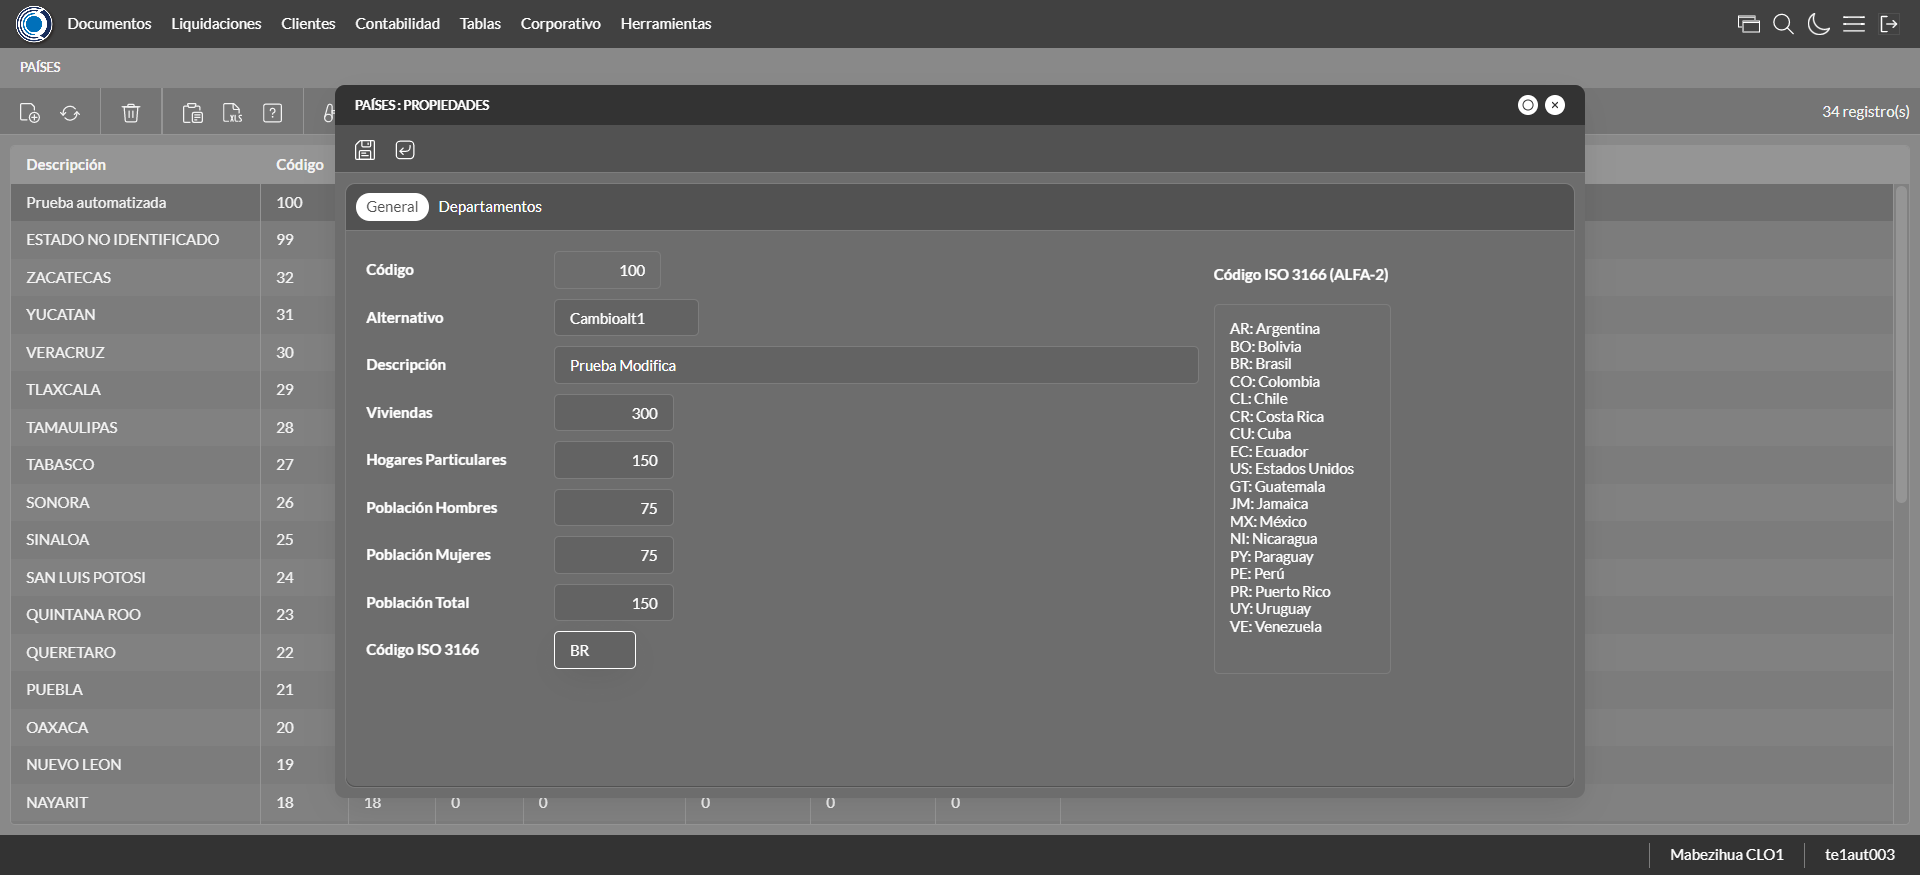 Documentos Liquidaciones Clientes Contabilidad Tablas Corporativo Herramientas
PAÍSES
XLS ?
34 registro(s)
Descripción Código
Prueba automatizada 100
ESTADO NO IDENTIFICADO 99
ZACATECAS 32
YUCATAN 31
VERACRUZ 30
TLAXCALA 29
TAMAULIPAS 28
TABASCO 27
SONORA 26
SINALOA 25
SAN LUIS POTOSI 24
QUINTANA ROO 23
QUERETARO 22
PUEBLA 21
OAXACA 20
NUEVO LEON 19
NAYARIT 18 18 0 0 0 0 0
PAÍSES : PROPIEDADES
General Departamentos
Código 100
Alternativo Cambioalt1
Descripción Prueba Modifica
Viviendas 300
Hogares Particulares 150
Población Hombres 75
Población Mujeres 75
Población Total 150
Código ISO 3166 BR
Código ISO 3166 (ALFA-2)
AR: Argentina
BO: Bolivia
BR: Brasil
CO: Colombia
CL: Chile
CR: Costa Rica
CU: Cuba
EC: Ecuador
US: Estados Unidos
GT: Guatemala
JM: Jamaica
MX: México
NI: Nicaragua
PY: Paraguay
PE: Perú
PR: Puerto Rico
UY: Uruguay
VE: Venezuela
Mabezihua CLO1 te1aut003